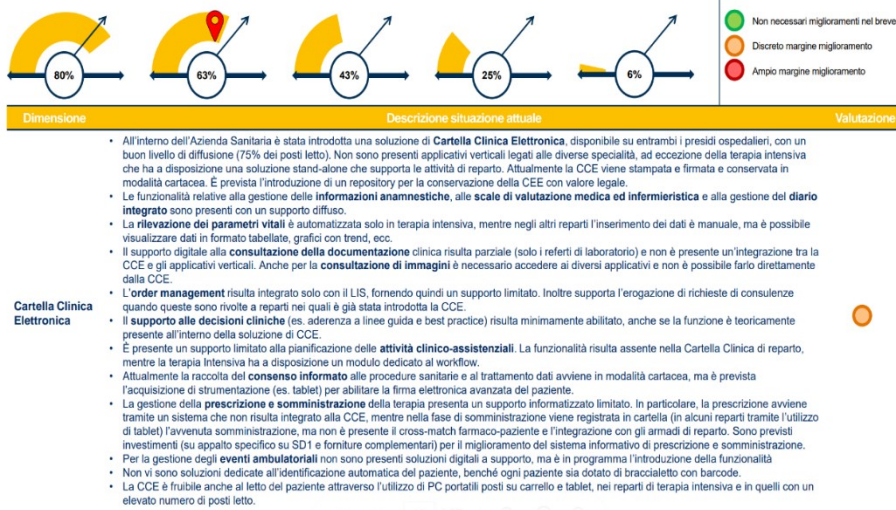 80%
63%
43%
25%
6%
Non necessari miglioramenti nel breve
Discreto margine miglioramento
Ampio margine miglioramento
Dimensione
Descrizione situazione attuale
Valutazione
Cartella Clinica
Elettronica
• All'interno dell'Azienda Sanitaria è stata introdotta una soluzione di Cartella Clinica Elettronica, disponibile su entrambi i presidi ospedalieri, con un
buon livello di diffusione (75% dei posti letto). Non sono presenti applicativi verticali legati alle diverse specialità, ad eccezione della terapia intensiva
che ha a disposizione una soluzione stand-alone che supporta le attività di reparto. Attualmente la CCE viene stampata e firmata e conservata in
modalità cartacea. È prevista l'introduzione di un repository per la conservazione della CEE con valore legale.
• Le funzionalità relative alla gestione delle informazioni anamnestiche, alle scale di valutazione medica ed infermieristica e alla gestione del diario
integrato sono presenti con un supporto diffuso.
• La rilevazione dei parametri vitali è automatizzata solo in terapia intensiva, mentre negli altri reparti l'inserimento dei dati è manuale, ma è possibile
visualizzare dati in formato tabellate, grafici con trend, ecc.
• Il supporto digitale alla consultazione della documentazione clinica risulta parziale (solo i referti di laboratorio) e non è presente un'integrazione tra la
CCE e gli applicativi verticali. Anche per la consultazione di immagini è necessario accedere ai diversi applicativi e non è possibile farlo direttamente
dalla CCE.
• L'order management risulta integrato solo con il LIS, fornendo quindi un supporto limitato. Inoltre supporta l'erogazione di richieste di consulenze
quando queste sono rivolte a reparti nei quali è già stata introdotta la CCE.
• Il supporto alle decisioni cliniche (es. aderenza a linee guida e best practice) risulta minimamente abilitato, anche se la funzione è teoricamente
presente all'interno della soluzione di CCE.
• È presente un supporto limitato alla pianificazione delle attività clinico-assistenziali. La funzionalità risulta assente nella Cartella Clinica di reparto,
mentre la terapia Intensiva ha a disposizione un modulo dedicato al workflow.
• Attualmente la raccolta del consenso informato alle procedure sanitarie e al trattamento dati avviene in modalità cartacea, ma è prevista
l'acquisizione di strumentazione (es. tablet) per abilitare la firma elettronica avanzata del paziente.
• La gestione della prescrizione e somministrazione della terapia presenta un supporto informatizzato limitato. In particolare, la prescrizione avviene
tramite un sistema che non risulta integrato alla CCE, mentre nella fase di somministrazione viene registrata in cartella (in alcuni reparti tramite l'utilizzo
di tablet) l'avvenuta somministrazione, ma non è presente il cross-match farmaco-paziente e l'integrazione con gli armadi di reparto. Sono previsti
investimenti (su appalto specifico su SD1 e forniture complementari) per il miglioramento del sistema informativo di prescrizione e somministrazione.
• Per la gestione degli eventi ambulatoriali non sono presenti soluzioni digitali a supporto, ma è in programma l'introduzione della funzionalità
• Non vi sono soluzioni dedicate all'identificazione automatica del paziente, benché ogni paziente sia dotato di braccialetto con barcode.
• La CCE è fruibile anche al letto del paziente attraverso l'utilizzo di PC portatili posti su carrello e tablet, nei reparti di terapia intensiva e in quelli con un
elevato numero di posti letto.